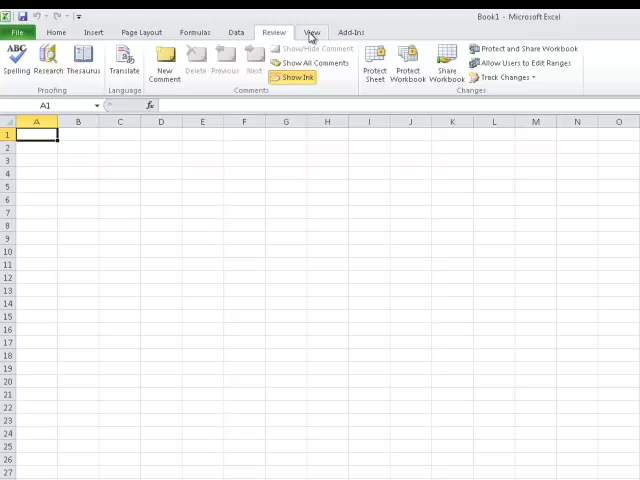 Book1 - Microsoft Excel
File Home Insert Page Layout Formulas Data Review View Add-Ins
ABC
Spelling Research Thesaurus
Proofing
Translate
Language
New Comment
Delete Previous Next
Show/Hide Comment
Show All Comments
Show Ink
Comments
Protect Sheet
Protect Workbook
Share Workbook
Protect and Share Workbook
Allow Users to Edit Ranges
Track Changes
Changes
A1 fx
A B C D E F G H I J K L M N O
1
2
3
4
5
6
7
8
9
10
11
12
13
14
15
16
17
18
19
20
21
22
23
24
25
26
27